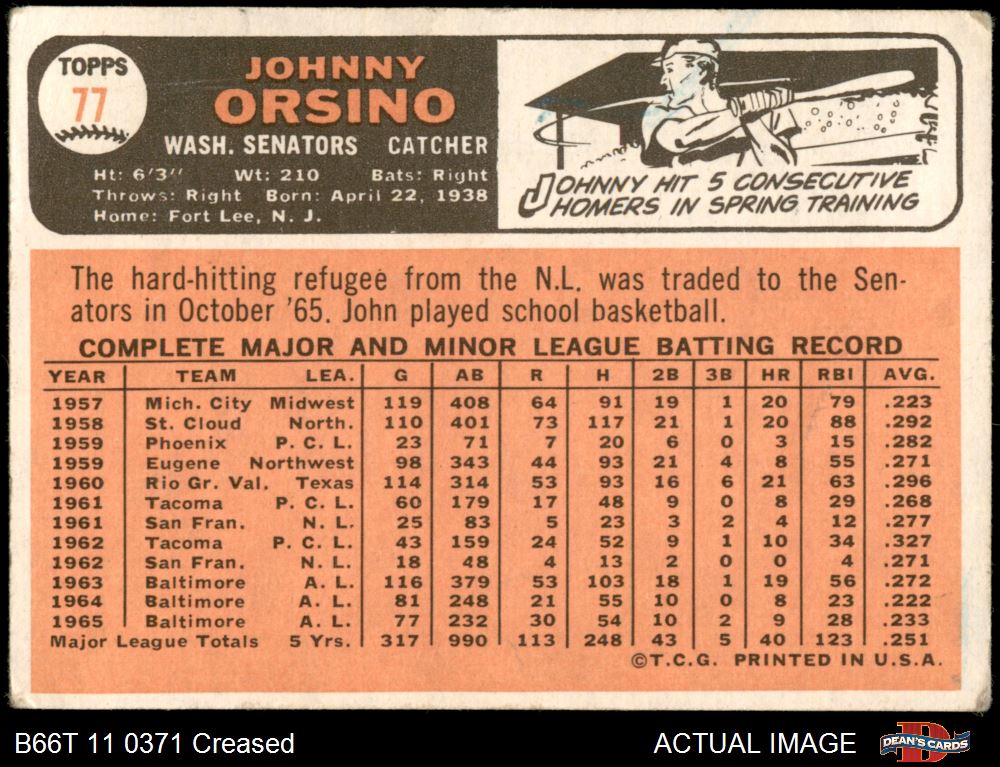 TOPPS
77
JOHNNY
ORSINO
WASH. SENATORS CATCHER
Ht: 6'3" Wt: 210 Bats: Right
Throws: Right Born: April 22, 1938
Home: Fort Lee, N. J.
JOHNNY HIT 5 CONSECUTIVE
HOMERS IN SPRING TRAINING
The hard-hitting refugee from the N.L. was traded to the Sen-
ators in October '65. John played school basketball.
COMPLETE MAJOR AND MINOR LEAGUE BATTING RECORD
YEAR TEAM LEA. G AB R H 2B 3B HR RBI AVG.
1957 Mich. City Midwest 119 408 64 91 19 1 20 79 .223
1958 St. Cloud North. 110 401 73 117 21 1 20 88 .292
1959 Phoenix P. C. L. 23 71 7 20 6 0 3 15 .282
1959 Eugene Northwest 98 343 44 93 21 4 8 55 .271
1960 Rio Gr. Val. Texas 114 314 53 93 16 6 21 63 .296
1961 Tacoma P. C. L. 60 179 17 48 9 0 8 29 .268
1961 San Fran. N. L. 25 83 5 23 3 2 4 12 .277
1962 Tacoma P. C. L. 43 159 24 52 9 1 10 34 .327
1962 San Fran. N. L. 18 48 4 13 2 0 0 4 .271
1963 Baltimore A. L. 116 379 53 103 18 1 19 56 .272
1964 Baltimore A. L. 81 248 21 55 10 0 8 23 .222
1965 Baltimore A. L. 77 232 30 54 10 2 9 28 .233
Major League Totals 5 Yrs. 317 990 113 248 43 5 40 123 .251
©T.C.G. PRINTED IN U.S.A.
B66T 11 0371 Creased
ACTUAL IMAGE
DEAN'S CARDS